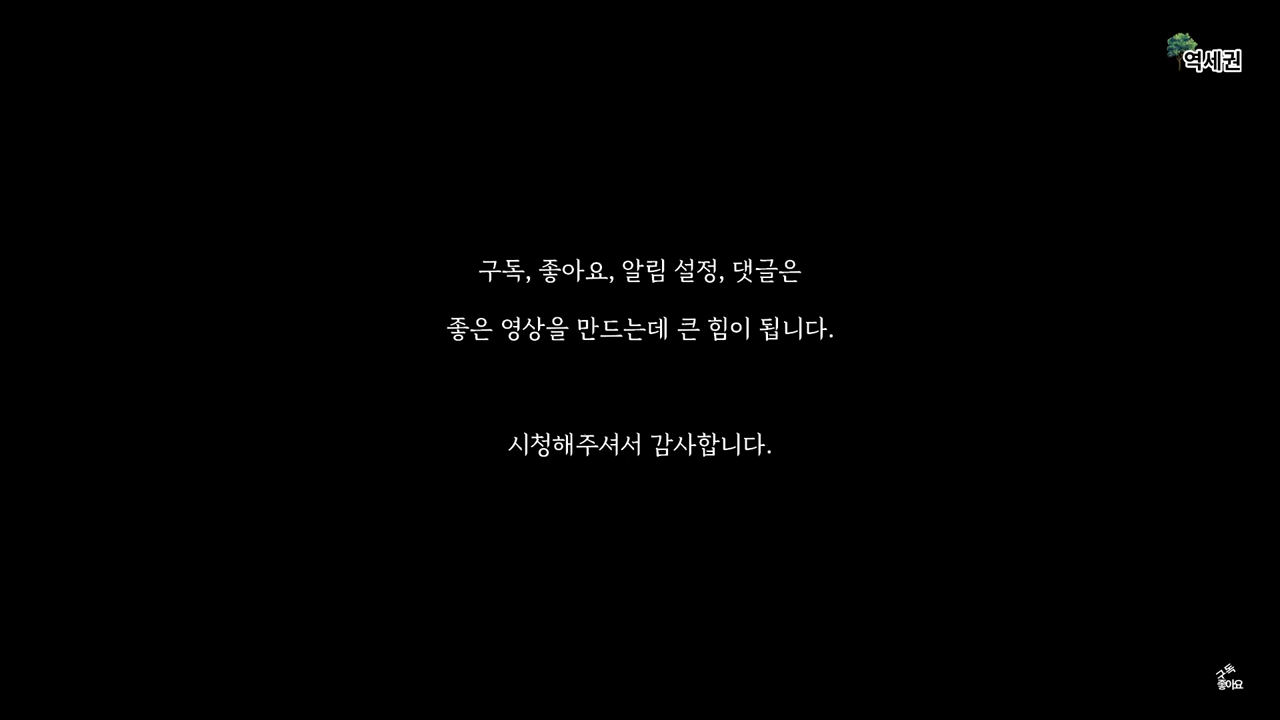 역세권
구독, 좋아요, 알림 설정, 댓글은
좋은 영상을 만드는데 큰 힘이 됩니다.
시청해주셔서 감사합니다.
구독
좋아요